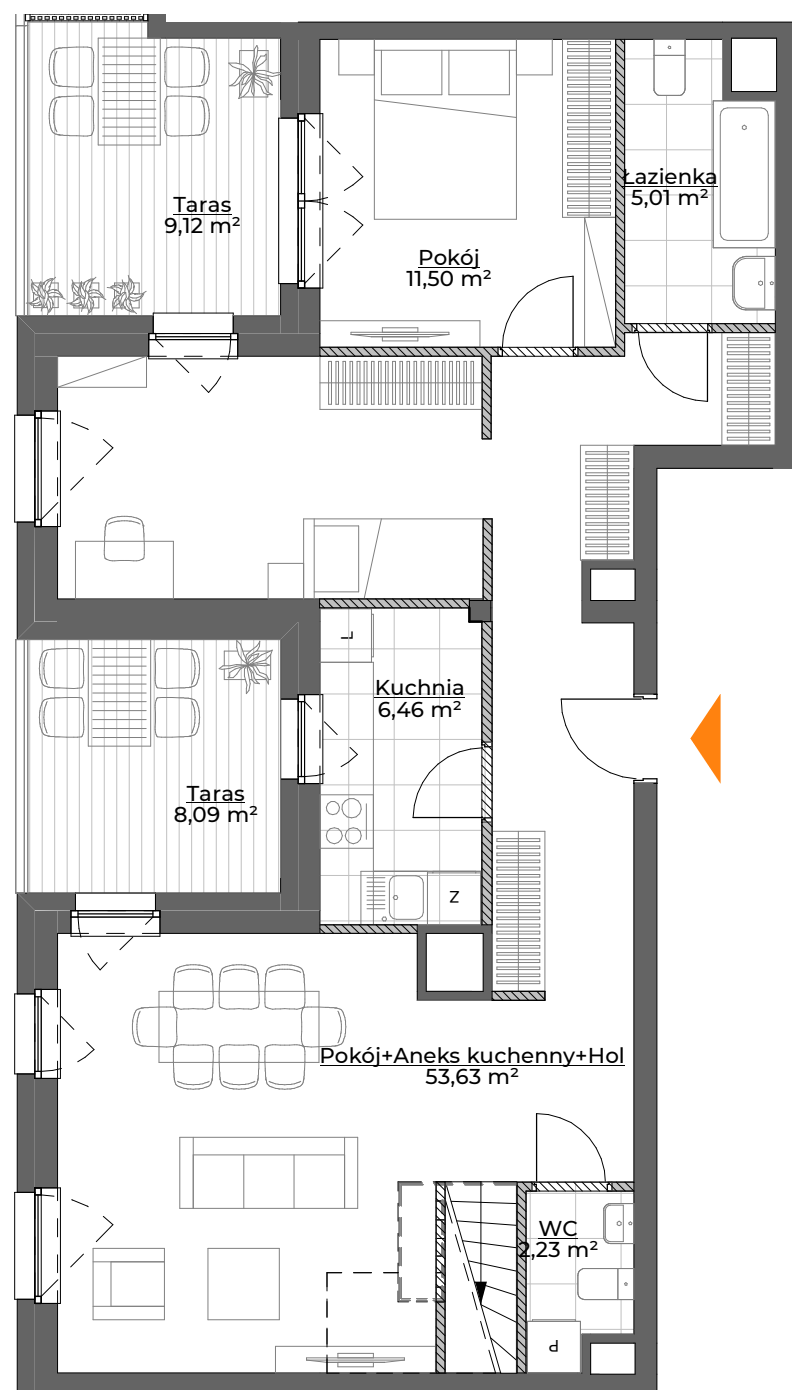 Taras
9,12 m²
Łazienka
5,01 m²
Pokój
11,50 m²
L
Kuchnia
6,46 m²
Taras
8,09 m²
Z
Pokój+Aneks kuchenny+Hol
53,63 m²
WC
2,23 m²
P